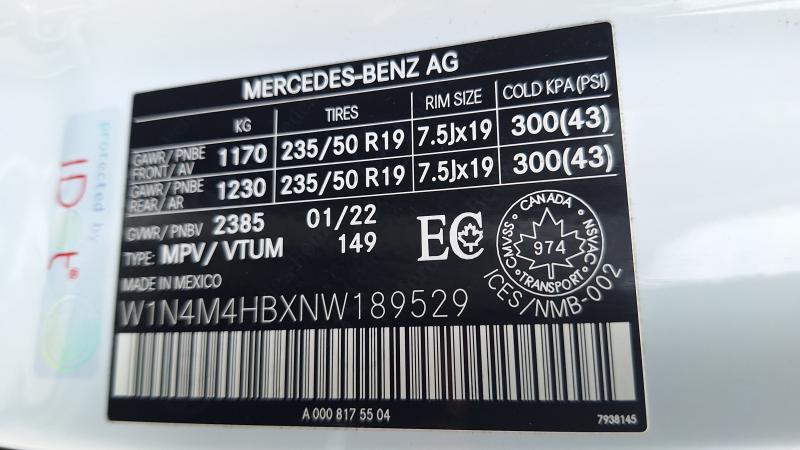 MERCEDES-BENZ AG
KG TIRES RIM SIZE COLD KPA(PSI)
GAWR/PNBE FRONT/AV 1170 235/50 R19 7.5Jx19 300(43)
GAWR/PNBE REAR/AR 1230 235/50 R19 7.5Jx19 300(43)
GVWR/PNBV 2385 01/22
TYPE: MPV/VTUM 149
EC
CANADA
CMVSS 974 NSVAC
TRANSPORT
ICES/NMB-002
MADE IN MEXICO
W1N4M4HBXNW189529
A 000 817 55 04
7938145
protected by